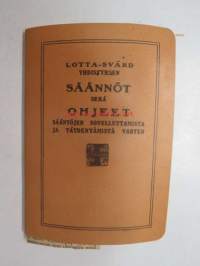 LOTTA-SVÄRD
YHDISTYKSEN
SÄÄNNÖT
SEKÄ
OHJEET
SÄÄNTÖJEN SOVELLUTTAMISTA
JA TÄYDENTÄMISTÄ VARTEN